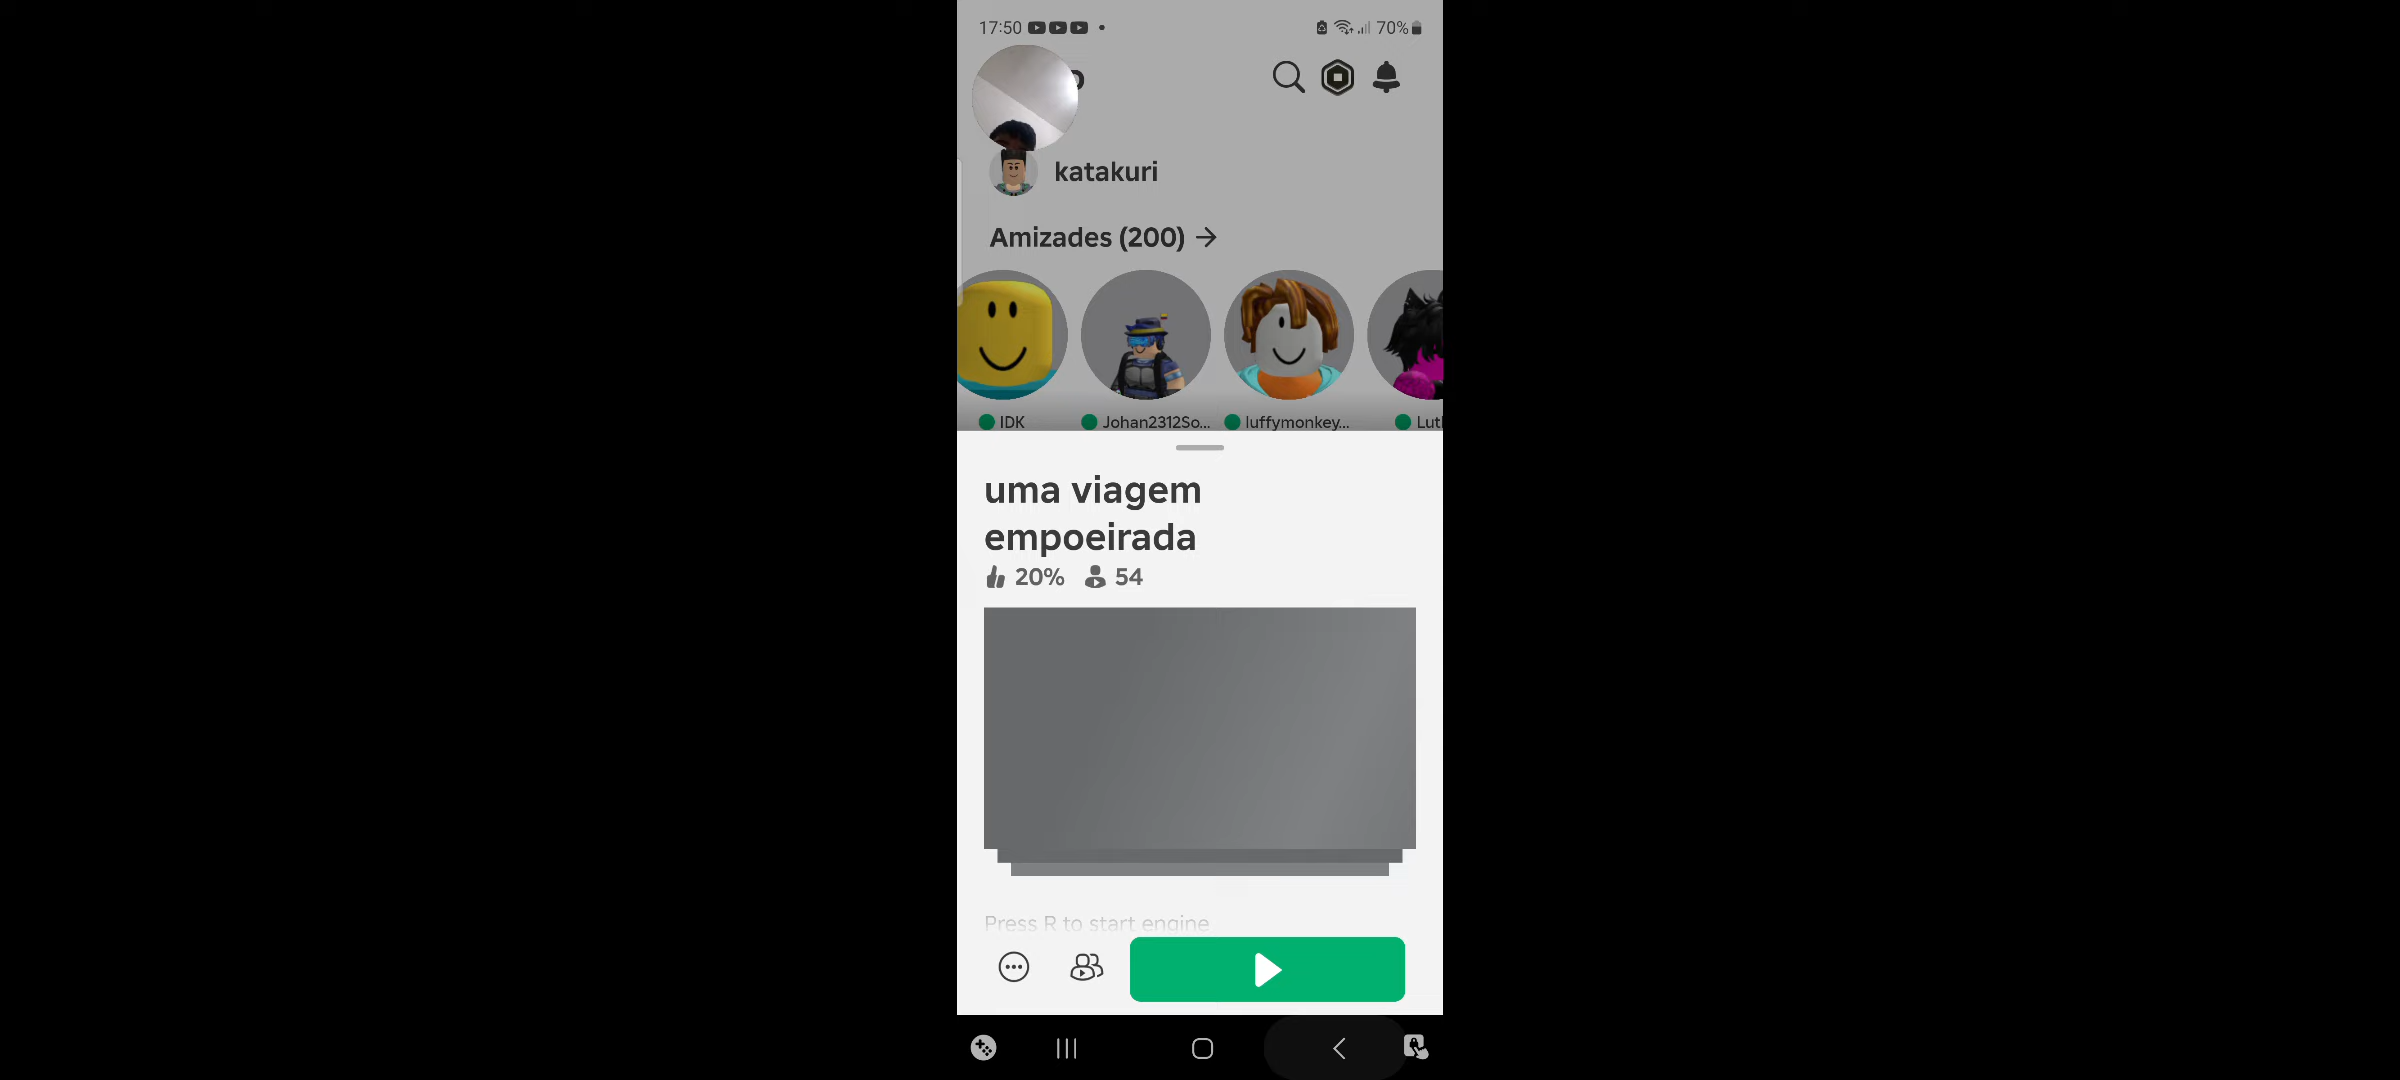 17:50
70%
katakuri
Amizades (200)
IDK
Johan2312So...
luffymonkey...
uma viagem
empoeirada
20%
54
Press R to start engine